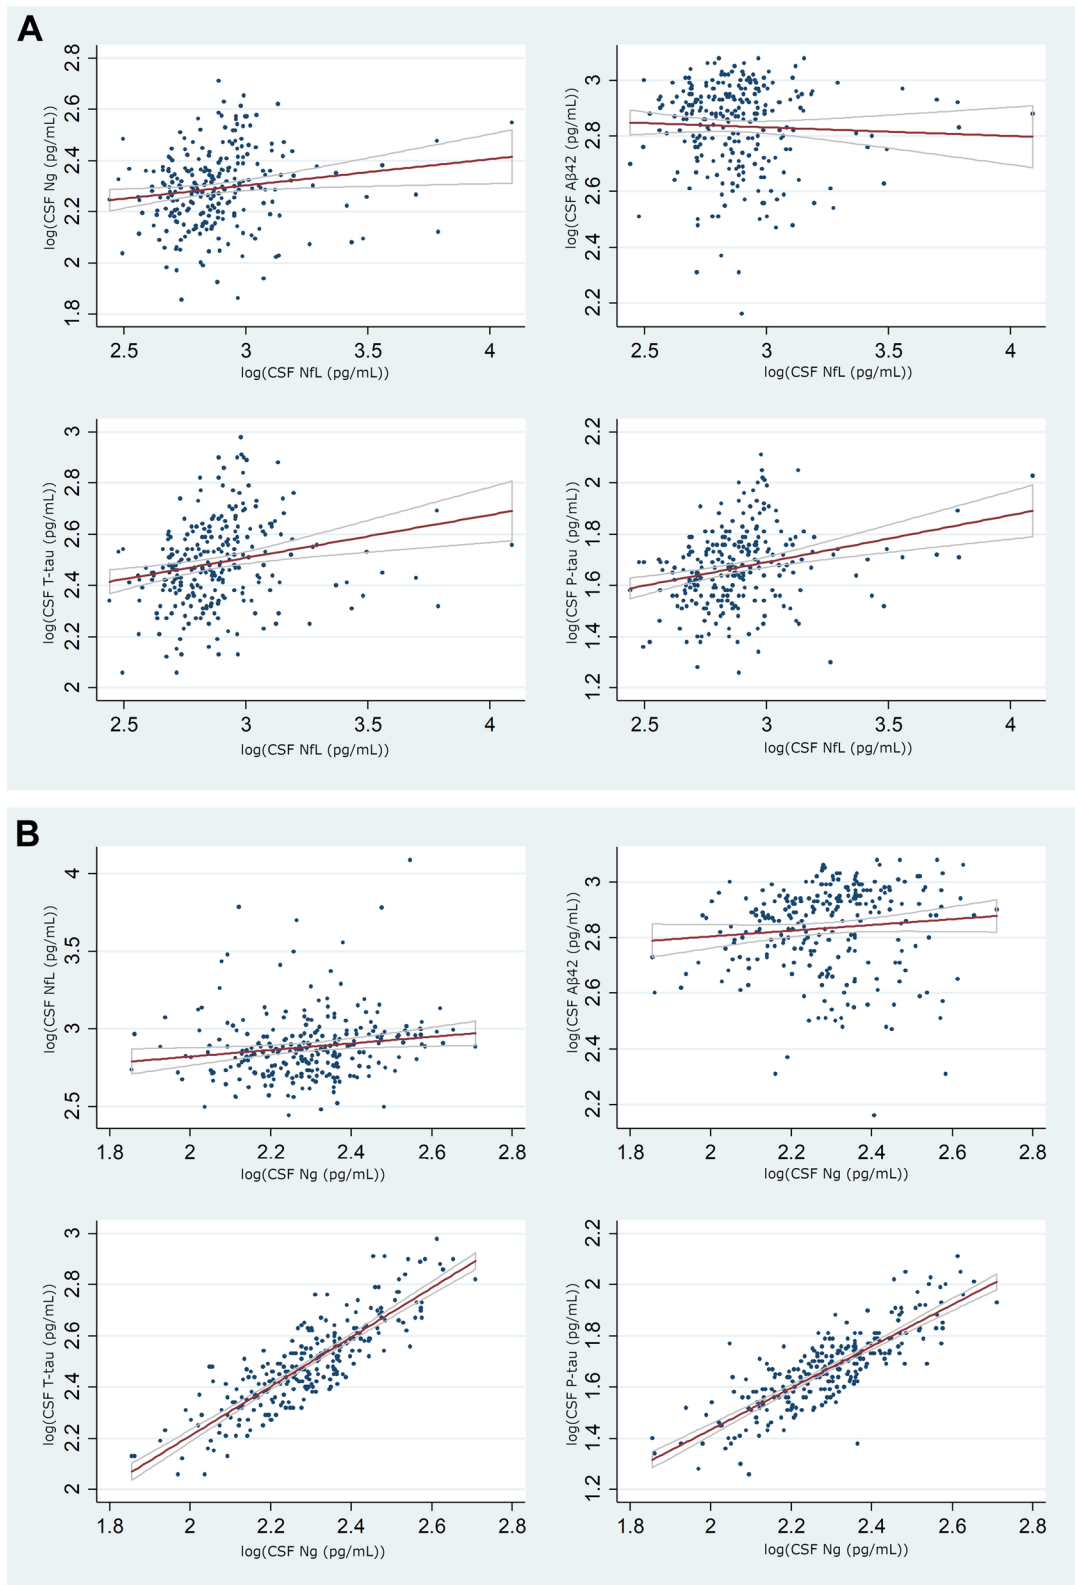 A
log(CSF Ng (pg/mL))
2.8
2.6
2.4
2.2
2
1.8
2.5 3 3.5 4
log(CSF NfL (pg/mL))
log(CSF Aβ42 (pg/mL))
3
2.8
2.6
2.4
2.2
2.5 3 3.5 4
log(CSF NfL (pg/mL))
log(CSF T-tau (pg/mL))
3
2.8
2.6
2.4
2.2
2
2.5 3 3.5 4
log(CSF NfL (pg/mL))
log(CSF P-tau (pg/mL))
2.2
2
1.8
1.6
1.4
1.2
2.5 3 3.5 4
log(CSF NfL (pg/mL))
B
log(CSF NfL (pg/mL))
4
3.5
3
2.5
1.8 2 2.2 2.4 2.6 2.8
log(CSF Ng (pg/mL))
log(CSF Aβ42 (pg/mL))
3
2.8
2.6
2.4
2.2
1.8 2 2.2 2.4 2.6 2.8
log(CSF Ng (pg/mL))
log(CSF T-tau (pg/mL))
3
2.8
2.6
2.4
2.2
2
1.8 2 2.2 2.4 2.6 2.8
log(CSF Ng (pg/mL))
log(CSF P-tau (pg/mL))
2.2
2
1.8
1.6
1.4
1.2
1.8 2 2.2 2.4 2.6 2.8
log(CSF Ng (pg/mL))